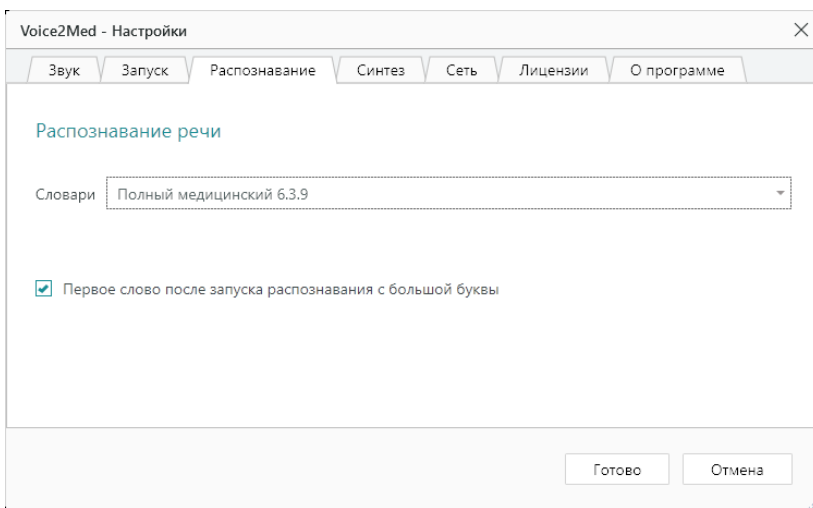 Voice2Med - Настройки
Звук Запуск Распознавание Синтез Сеть Лицензии О программе
Распознавание речи
Словари Полный медицинский 6.3.9
Первое слово после запуска распознавания с большой буквы
Готово Отмена